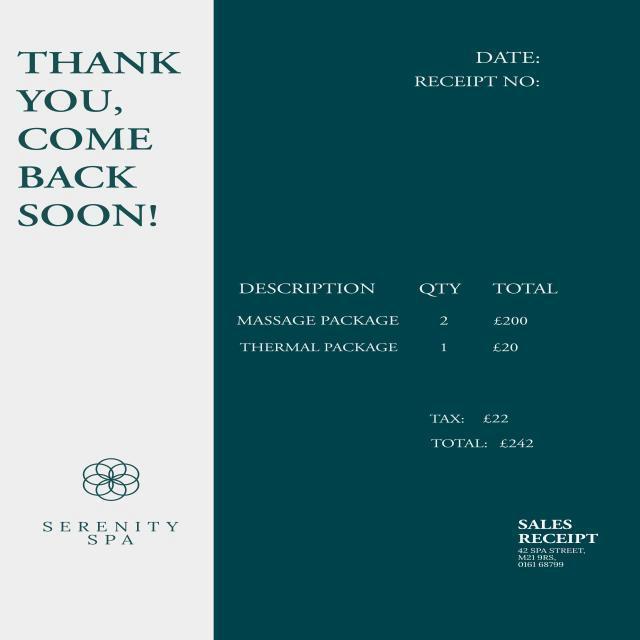 THANK
YOU,
COME
BACK
SOON!
DATE:
RECEIPT NO:
DESCRIPTION QTY TOTAL
MASSAGE PACKAGE 2 £200
THERMAL PACKAGE 1 £20
TAX: £22
TOTAL: £242
SERENITY
SPA
SALES
RECEIPT
42 SPA STREET,
M21 9RS,
0161 68799